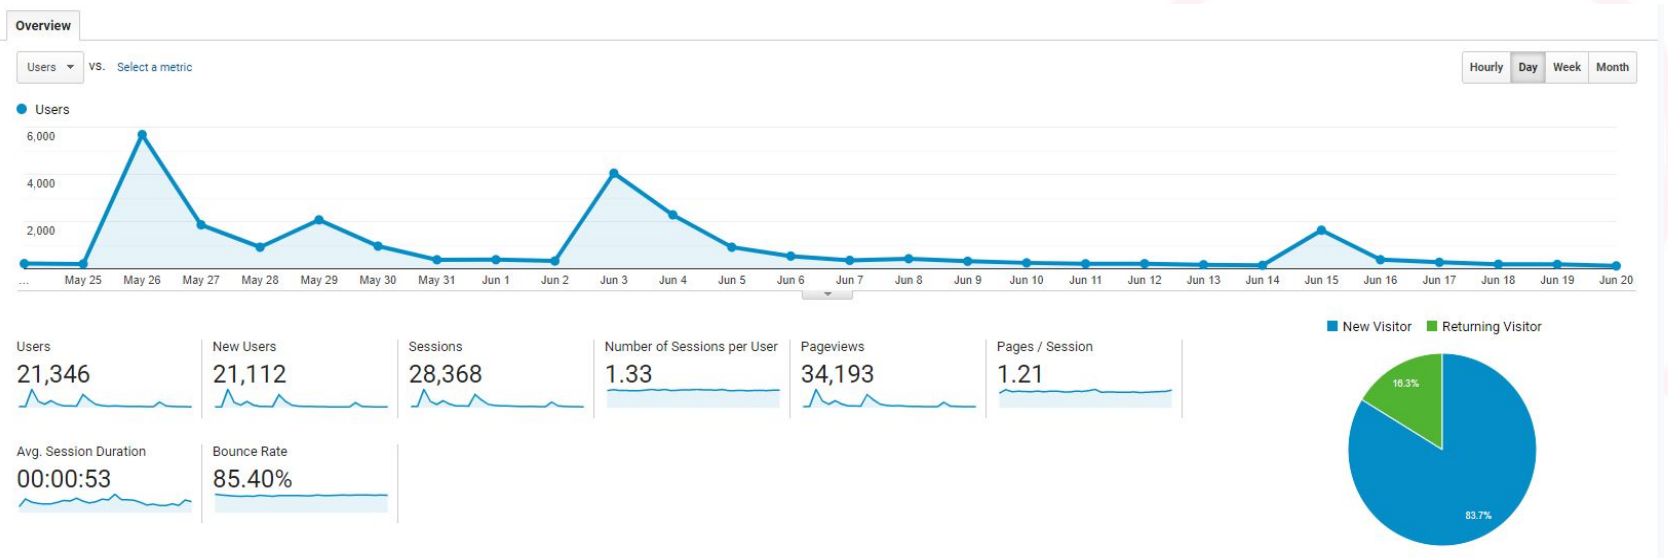 Overview
Users VS. Select a metric
Hourly Day Week Month
Users
6,000
4,000
2,000
... May 25 May 26 May 27 May 28 May 29 May 30 May 31 Jun 1 Jun 2 Jun 3 Jun 4 Jun 5 Jun 6 Jun 7 Jun 8 Jun 9 Jun 10 Jun 11 Jun 12 Jun 13 Jun 14 Jun 15 Jun 16 Jun 17 Jun 18 Jun 19 Jun 20
New Visitor Returning Visitor
Users New Users Sessions Number of Sessions per User Pageviews Pages / Session
21,346 21,112 28,368 1.33 34,193 1.21
16.3%
Avg. Session Duration Bounce Rate
00:00:53 85.40%
83.7%